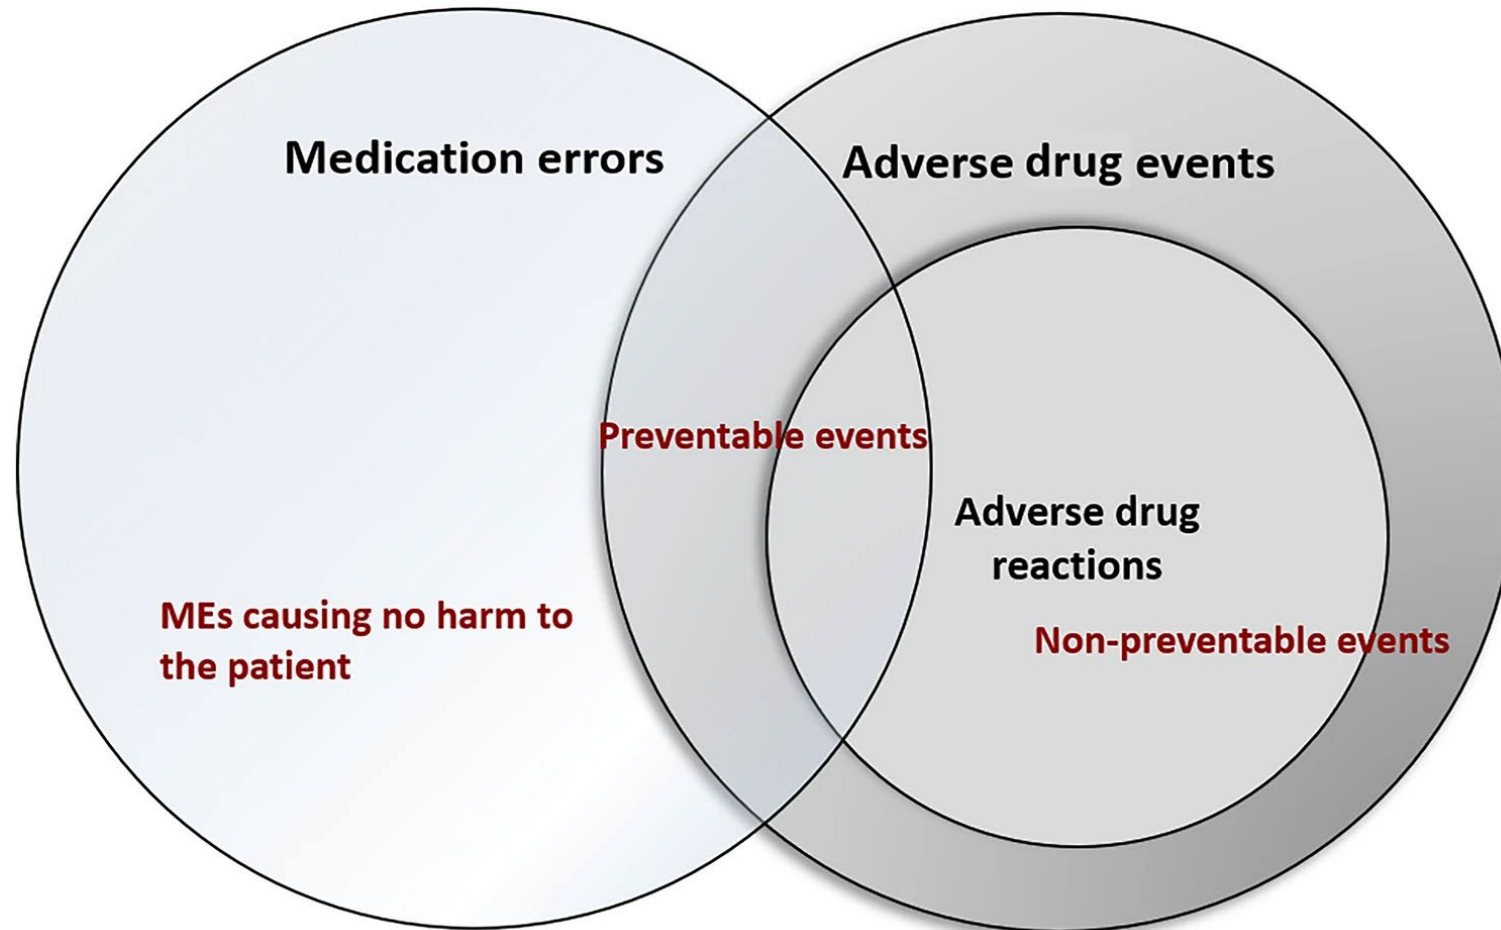 Medication errors
Adverse drug events
Preventable events
Adverse drug
reactions
MEs causing no harm to
the patient
Non-preventable events